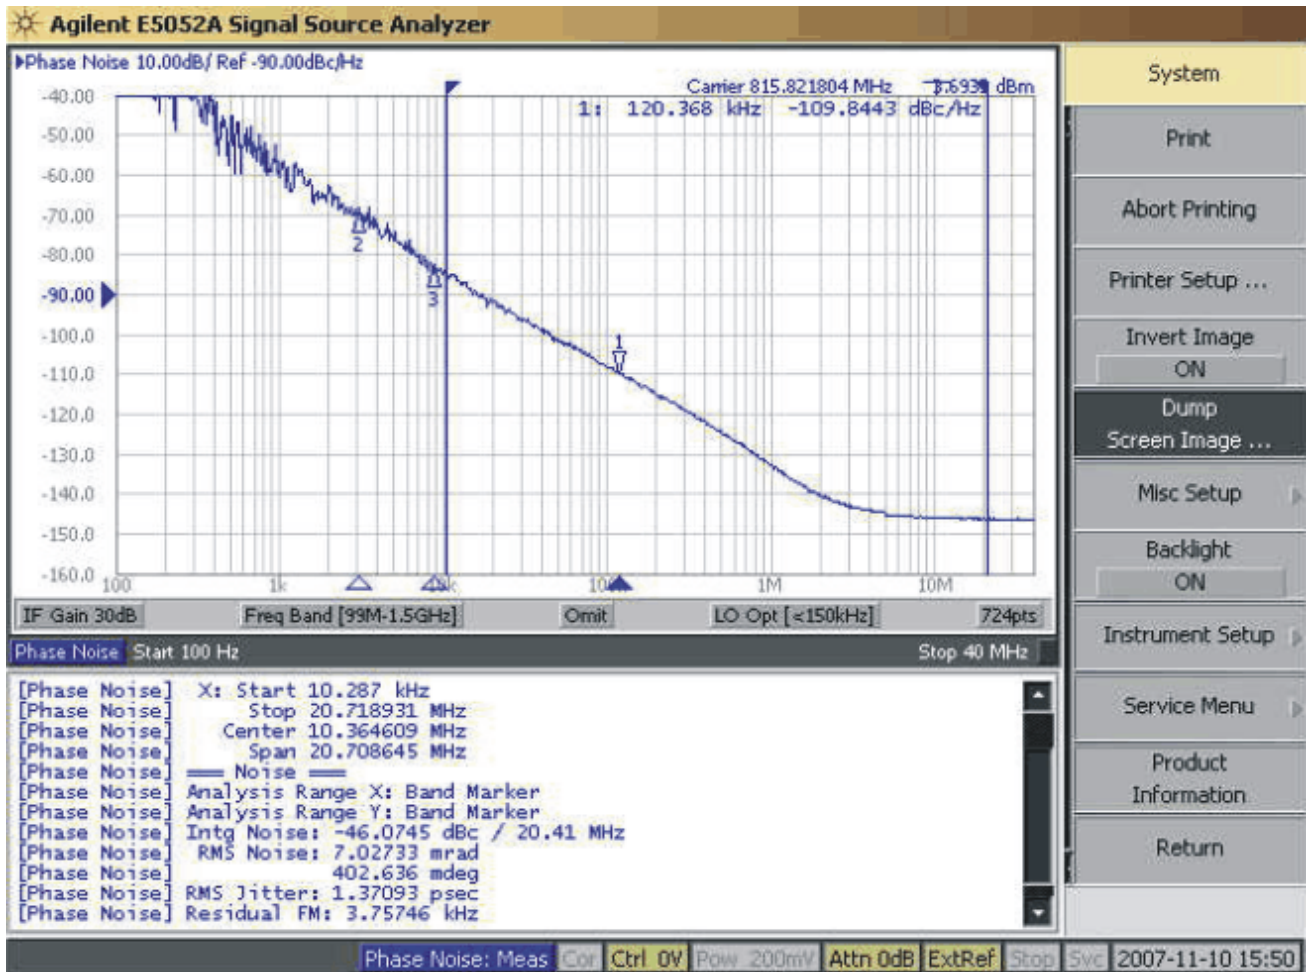 Agilent E5052A Signal Source Analyzer
Phase Noise 10.00dB/ Ref -90.00dBc/Hz
Carrier 815.821804 MHz dBm
1: 120.368 kHz -109.8443 dBc/Hz
-40.00
-50.00
-60.00
-70.00
-80.00
-90.00
-100.0
-110.0
-120.0
-130.0
-140.0
-150.0
-160.0
1
2
3
100 1k 1M 10M
IF Gain 30dB Freq Band [99M-1.5GHz] Omit LO Opt [<150kHz] 724pts
Phase Noise Start 100 Hz Stop 40 MHz
[Phase Noise] X: Start 10.287 kHz
[Phase Noise] Stop 20.718931 MHz
[Phase Noise] Center 10.364609 MHz
[Phase Noise] Span 20.708645 MHz
[Phase Noise] === Noise ===
[Phase Noise] Analysis Range X: Band Marker
[Phase Noise] Analysis Range Y: Band Marker
[Phase Noise] Intg Noise: -46.0745 dBc / 20.41 MHz
[Phase Noise] RMS Noise: 7.02733 mrad
[Phase Noise] 402.636 mdeg
[Phase Noise] RMS Jitter: 1.37093 psec
[Phase Noise] Residual FM: 3.75746 kHz
System
Print
Abort Printing
Printer Setup ...
Invert Image
ON
Dump
Screen Image ...
Misc Setup
Backlight
ON
Instrument Setup
Service Menu
Product
Information
Return
Phase Noise: Meas Cor Ctrl 0V Pow 200mV Attn 0dB ExtRef Stop Svc 2007-11-10 15:50